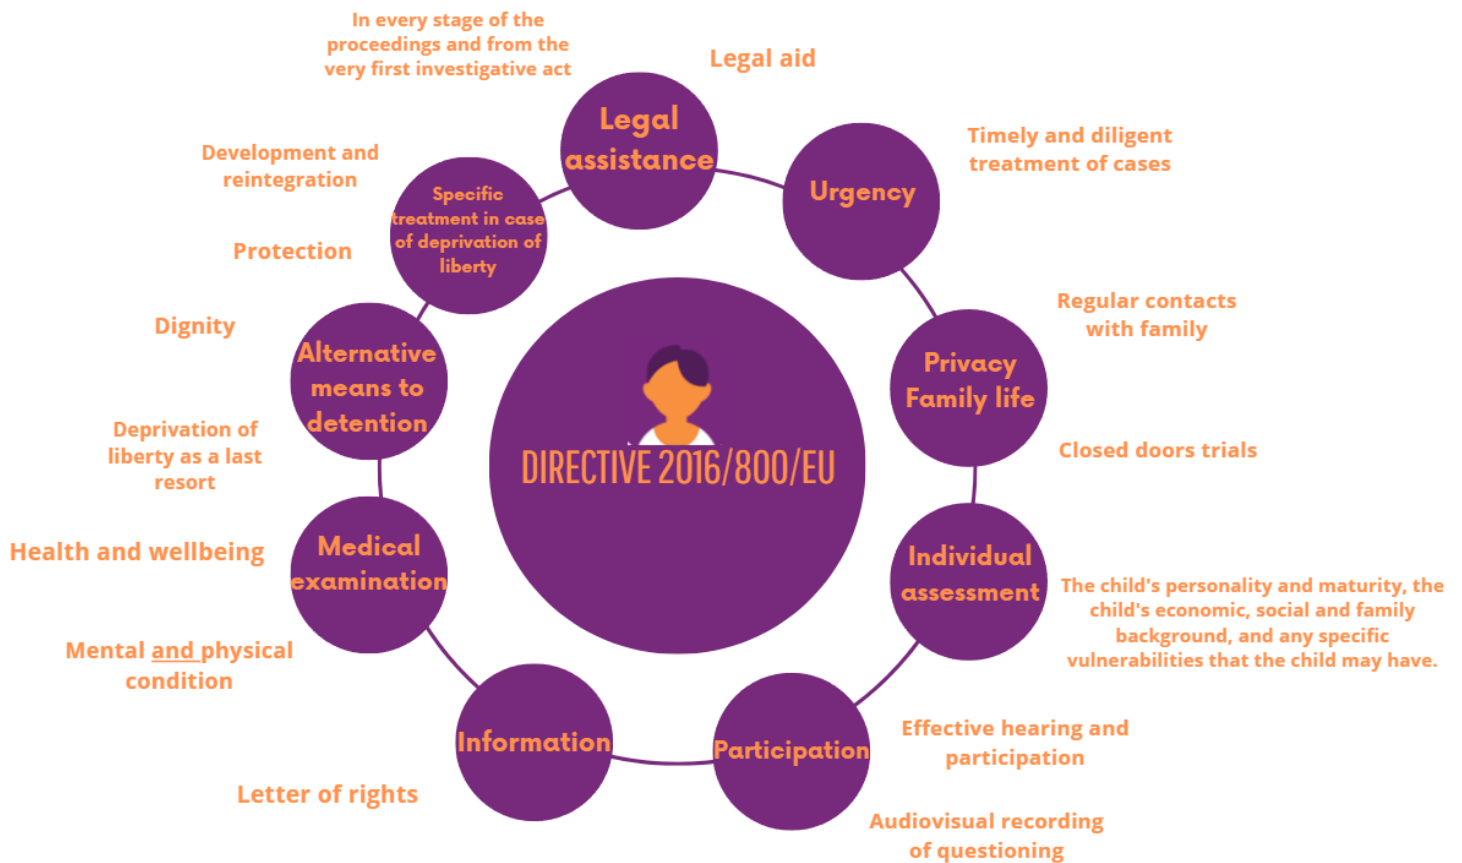 In every stage of the
proceedings and from the
very first investigative act
Legal aid
Legal
assistance
Urgency
Timely and diligent
treatment of cases
Development and
reintegration
Specific
treatment in case
of deprivation of
liberty
Protection
Privacy
Family life
Regular contacts
with family
Closed doors trials
Dignity
Alternative
means to
detention
Deprivation of
liberty as a last
resort
DIRECTIVE 2016/800/EU
Individual
assessment
The child's personality and maturity, the
child's economic, social and family
background, and any specific
vulnerabilities that the child may have.
Health and wellbeing
Medical
examination
Mental and physical
condition
Information
Letter of rights
Participation
Effective hearing and
participation
Audiovisual recording
of questioning